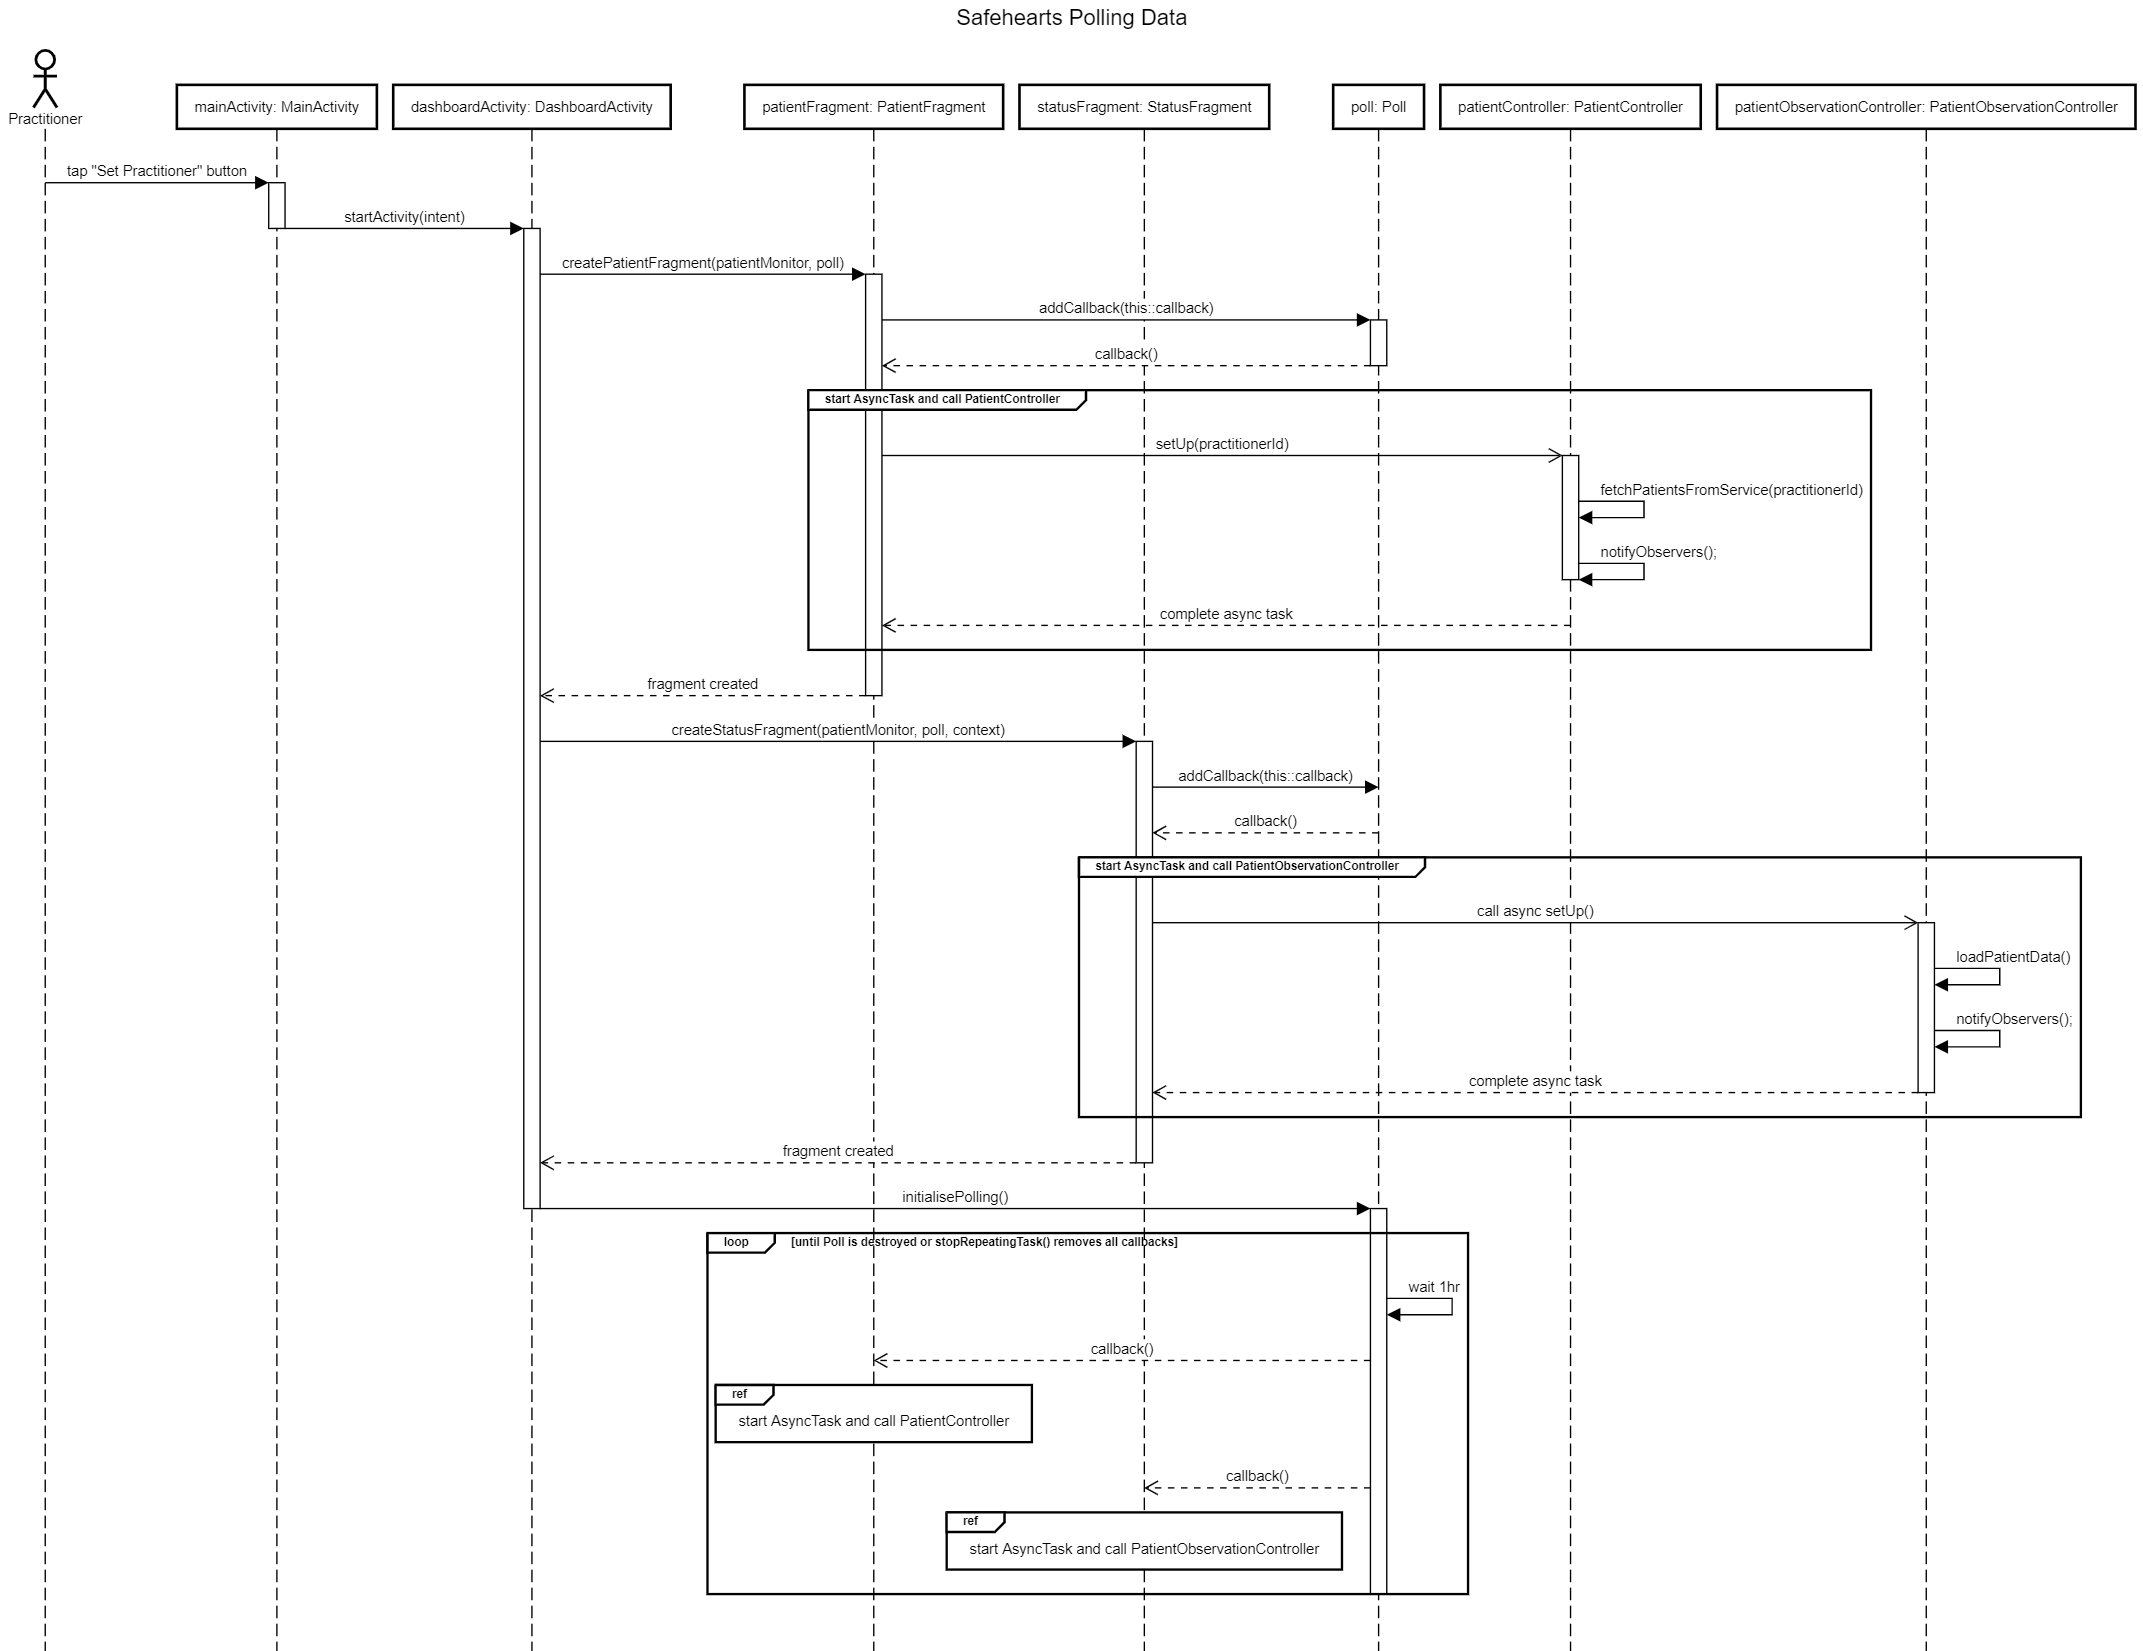 Safehearts Polling Data
Practitioner
mainActivity: MainActivity
dashboardActivity: DashboardActivity
patientFragment: PatientFragment
statusFragment: StatusFragment
poll: Poll
patientController: PatientController
patientObservationController: PatientObservationController
tap "Set Practitioner" button
startActivity(intent)
createPatientFragment(patientMonitor, poll)
addCallback(this::callback)
callback()
start AsyncTask and call PatientController
setUp(practitionerId)
fetchPatientsFromService(practitionerId)
notifyObservers();
complete async task
fragment created
createStatusFragment(patientMonitor, poll, context)
addCallback(this::callback)
callback()
start AsyncTask and call PatientObservationController
call async setUp()
loadPatientData()
notifyObservers();
complete async task
fragment created
initialisePolling()
loop
[until Poll is destroyed or stopRepeatingTask() removes all callbacks]
wait 1hr
callback()
ref
start AsyncTask and call PatientController
callback()
ref
start AsyncTask and call PatientObservationController